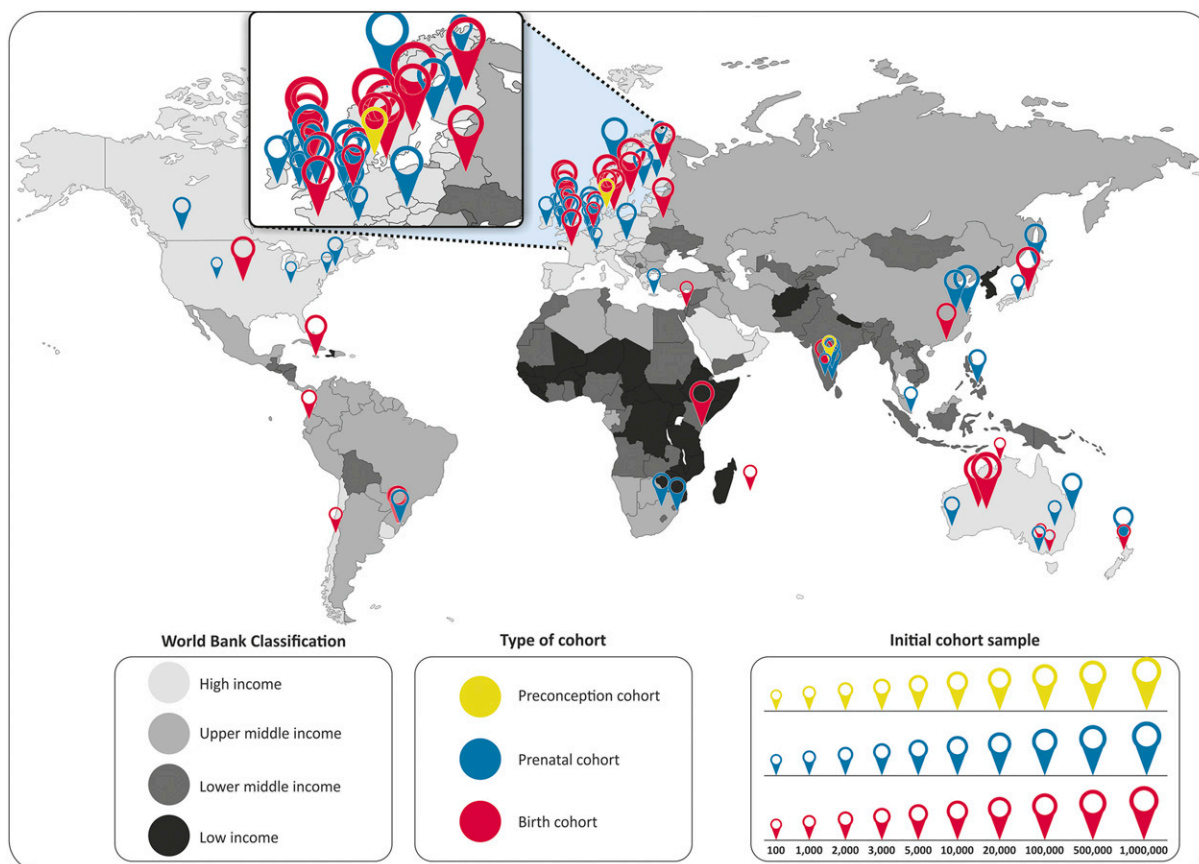 World Bank Classification
High income
Upper middle income
Lower middle income
Low income
Type of cohort
Preconception cohort
Prenatal cohort
Birth cohort
Initial cohort sample
100 1,000 2,000 3,000 5,000 10,000 20,000 100,000 500,000 1,000,000